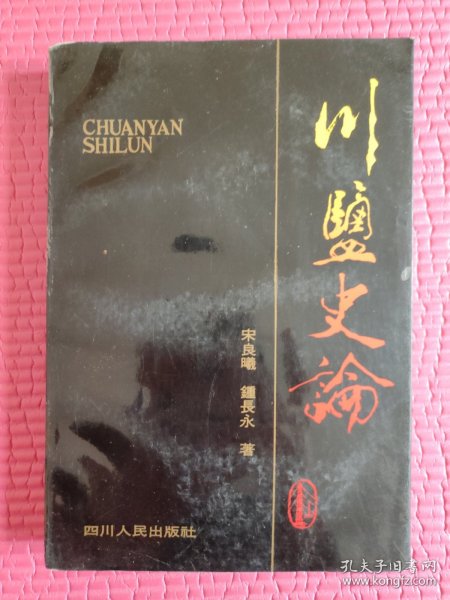 CHUANYAN
SHILUN
川鹽史論
宋良曦 鍾長永 著
四川人民出版社
孔夫子旧书网
www.kongfz.com